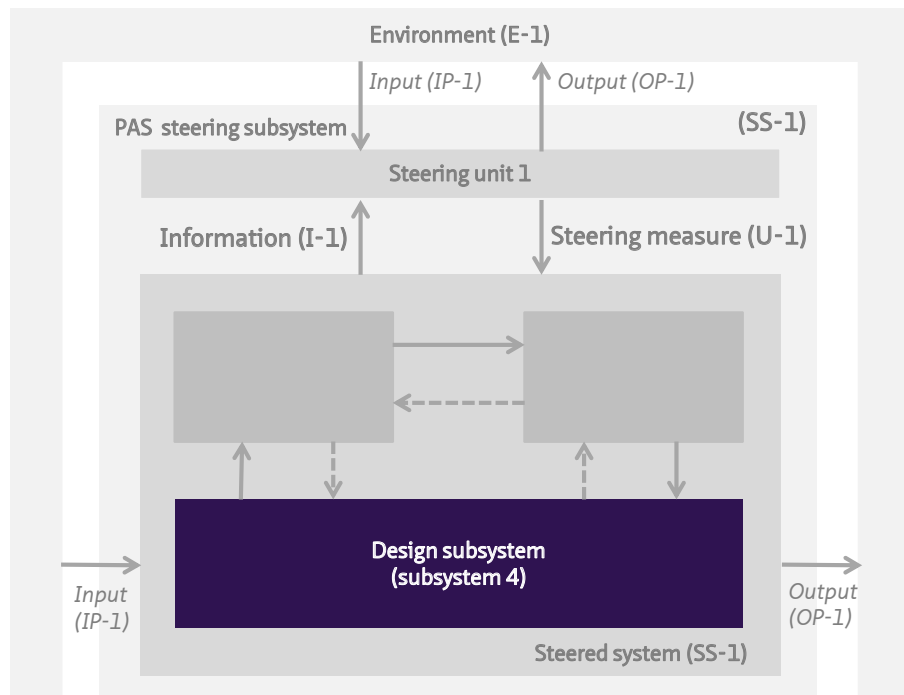 Environment (E-1)
Input (IP-1)
Output (OP-1)
PAS steering subsystem
(SS-1)
Steering unit 1
Information (I-1)
Steering measure (U-1)
Design subsystem
(subsystem 4)
Input
(IP-1)
Output
(OP-1)
Steered system (SS-1)